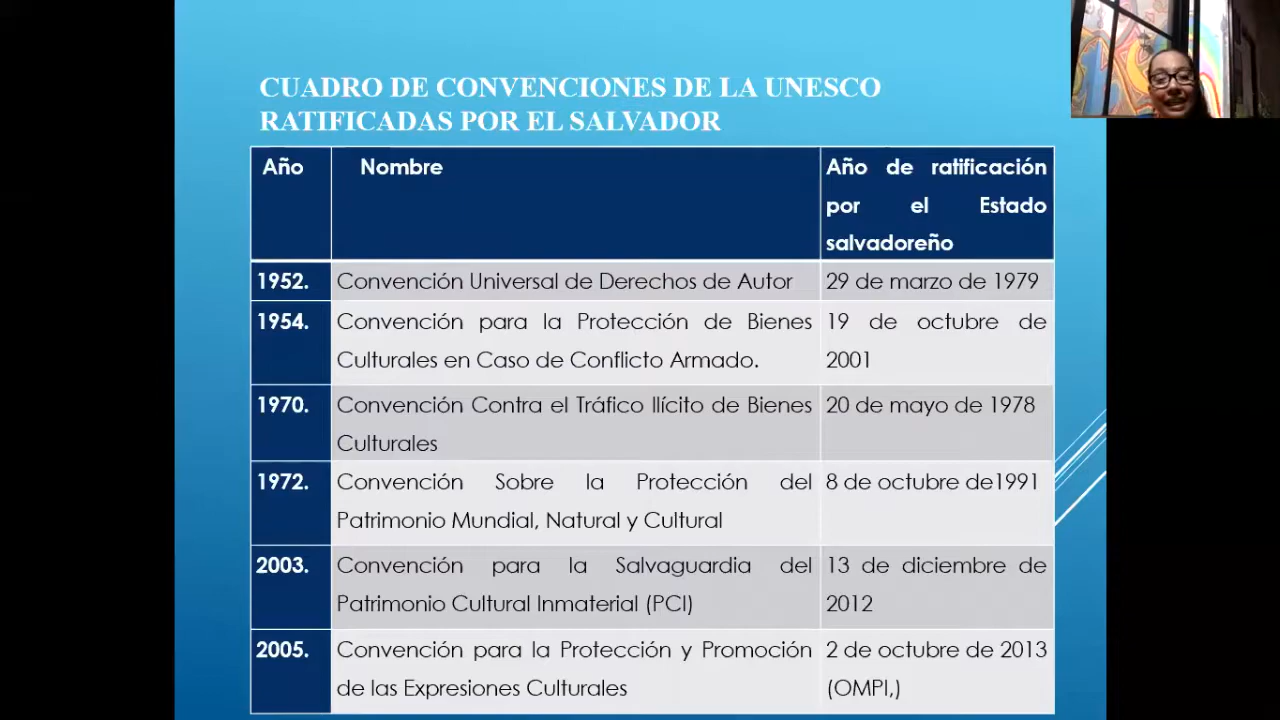 CUADRO DE CONVENCIONES DE LA UNESCO
RATIFICADAS POR EL SALVADOR
Año Nombre Año de ratificación
por el Estado
salvadoreño
1952. Convención Universal de Derechos de Autor 29 de marzo de 1979
1954. Convención para la Protección de Bienes 19 de octubre de
Culturales en Caso de Conflicto Armado. 2001
1970. Convención Contra el Tráfico Ilícito de Bienes 20 de mayo de 1978
Culturales
1972. Convención Sobre la Protección del 8 de octubre de1991
Patrimonio Mundial, Natural y Cultural
2003. Convención para la Salvaguardia del 13 de diciembre de
Patrimonio Cultural Inmaterial (PCI) 2012
2005. Convención para la Protección y Promoción 2 de octubre de 2013
de las Expresiones Culturales (OMPI,)